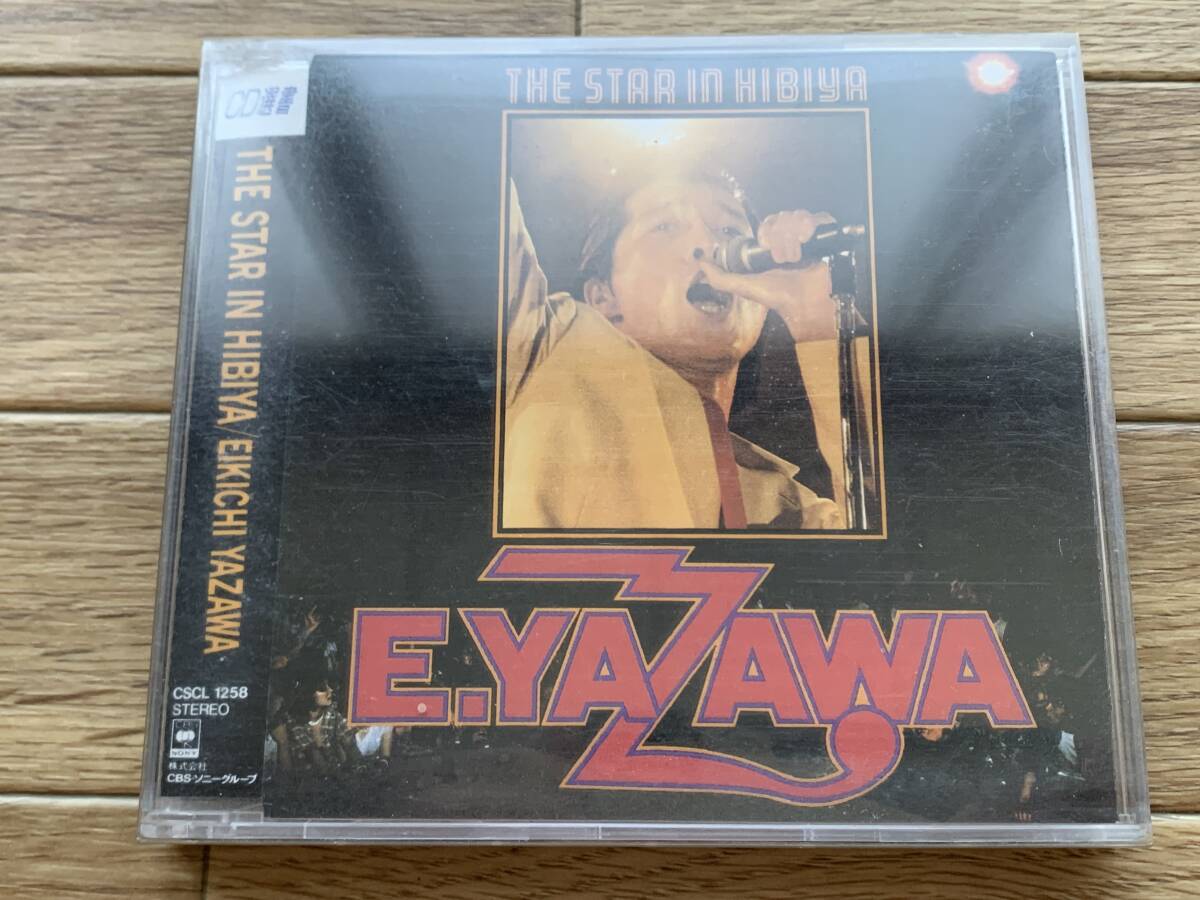 THE STAR IN HIBIYA
E.YAZAWA
CD
THE STAR IN HIBIYA/EIKICHI YAZAWA
CSCL 1258
STEREO
SONY
株式会社
CBS・ソニーグループ